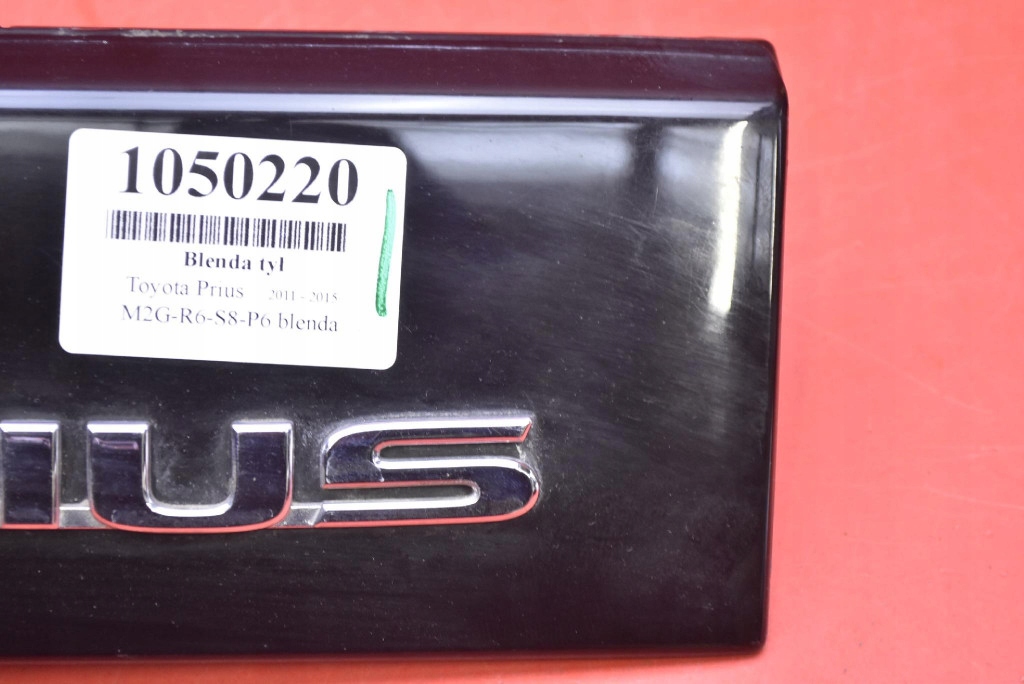 1050220
Blenda tył
Toyota Prius 2011 - 2015
M2G-R6-S8-P6 blenda
IUS